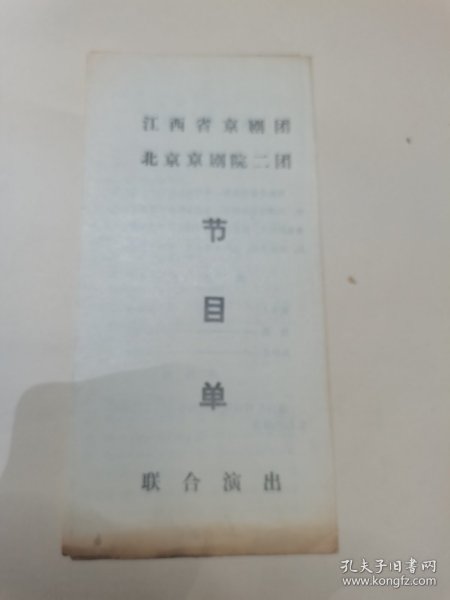 江西省京剧团
北京京剧院二团
节
目
单
联合演出
孔夫子旧书网
www.kongfz.com